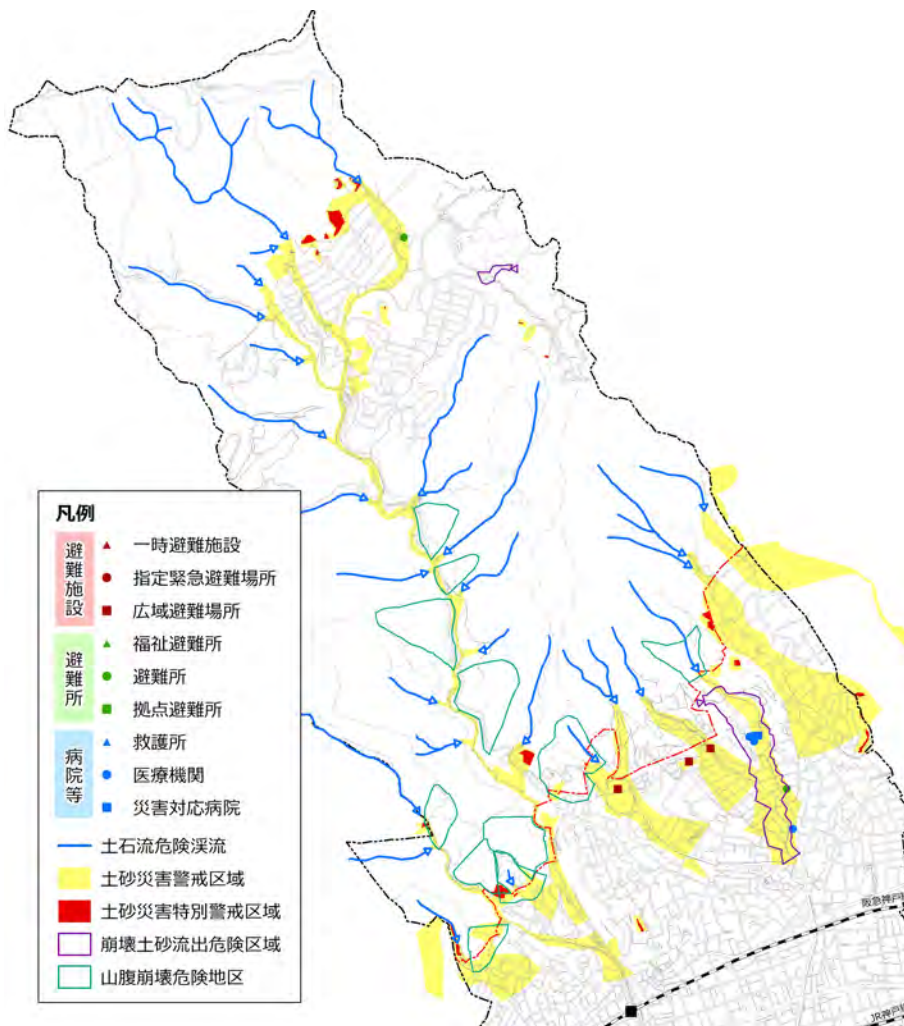 凡例
避難施設
一時避難施設
指定緊急避難場所
広域避難場所
避難所
福祉避難所
避難所
拠点避難所
病院等
救護所
医療機関
災害対応病院
土石流危険渓流
土砂災害警戒区域
土砂災害特別警戒区域
崩壊土砂流出危険区域
山腹崩壊危険地区
阪急神戸
JR神戸